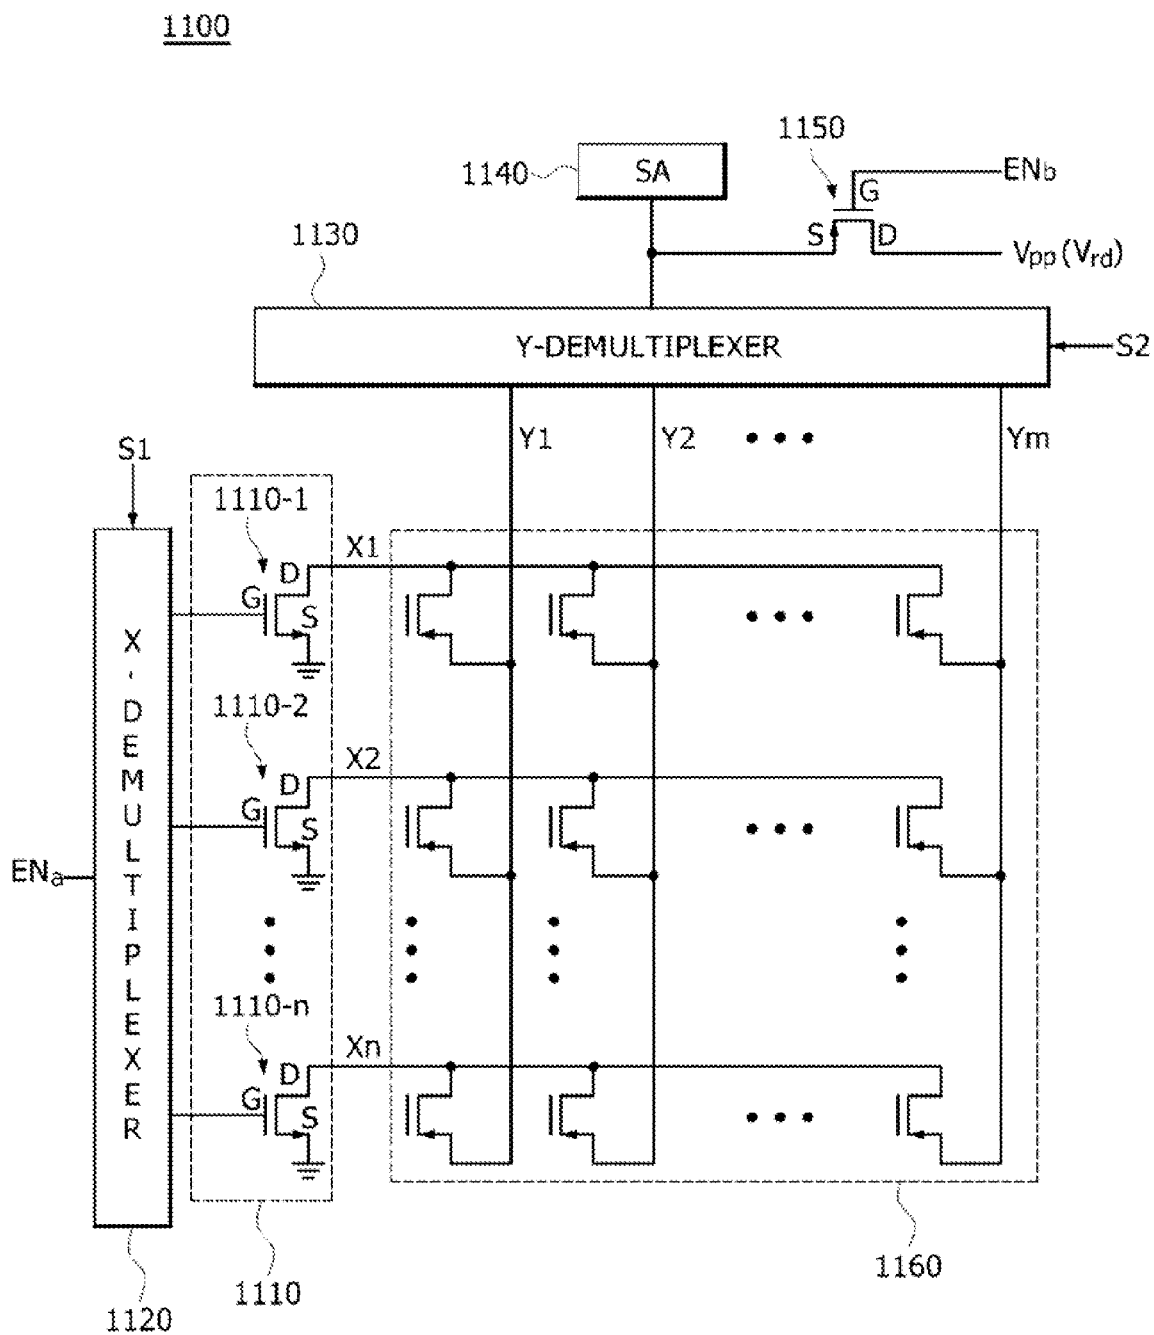 1100
1150
1140
SA
ENb
G
1130
S
D
Vpp(Vrd)
Y-DEMULTIPLEXER
S2
S1
Y1
Y2
Ym
1110-1
X1
D
G
S
1110-2
X2
D
G
S
X-DEMULTIPLEXER
ENa
1110-n
Xn
D
G
S
1160
1110
1120